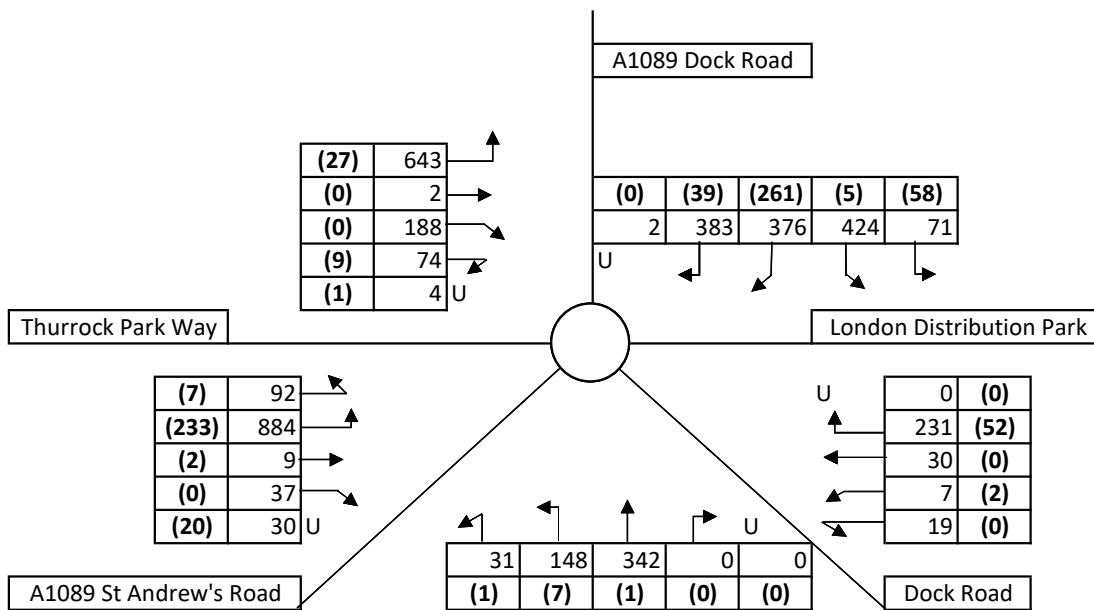 A1089 Dock Road
(27) 643
(0) 2
(0) 188
(9) 74
(1) 4 U
(0) (39) (261) (5) (58)
2 383 376 424 71
U
Thurrock Park Way
London Distribution Park
(7) 92
(233) 884
(2) 9
(0) 37
(20) 30 U
U 0 (0)
231 (52)
30 (0)
7 (2)
19 (0)
U
31 148 342 0 0
(1) (7) (1) (0) (0)
A1089 St Andrew's Road
Dock Road